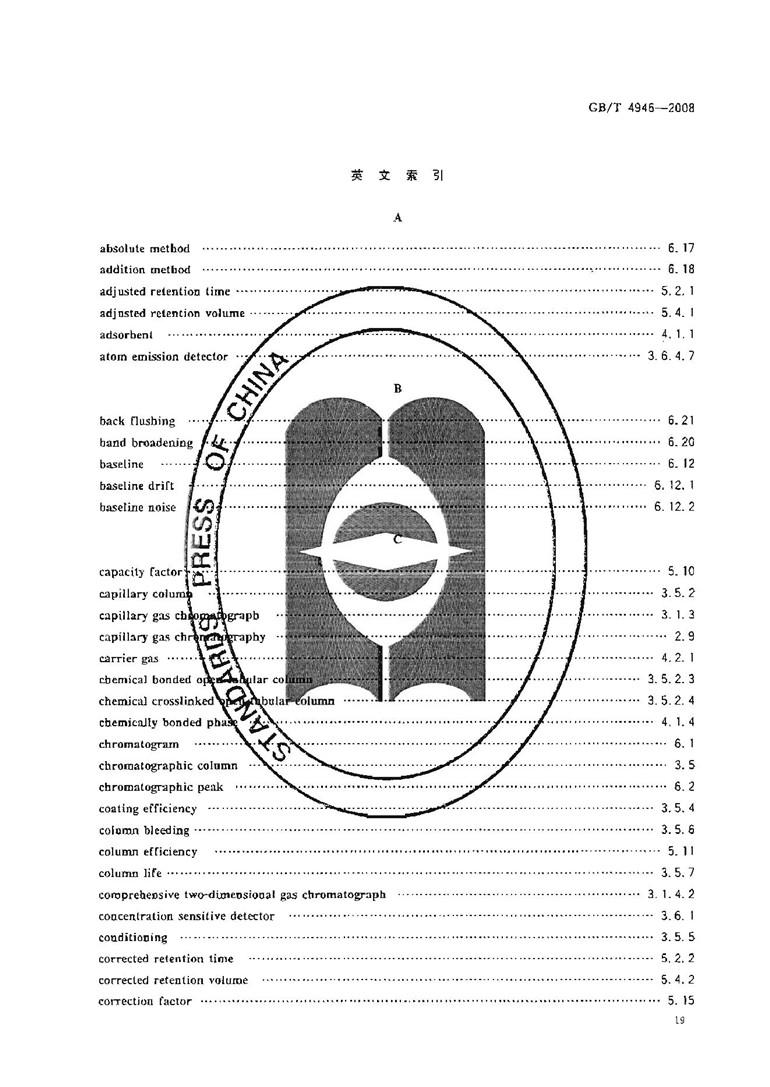 GB/T 4946—2008
英 文 索 引
A
absolute method ………… 6.17
addition method ………… 6.18
adjusted retention time ………… 5.2.1
adjusted retention volume ………… 5.4.1
adsorbent ………… 4.1.1
atom emission detector ………… 3.6.4.7
B
back flushing ………… 6.21
band broadening ………… 6.20
baseline ………… 6.12
baseline drift ………… 6.12.1
baseline noise ………… 6.12.2
C
capacity factor ………… 5.10
capillary column ………… 3.5.2
capillary gas chromatograph ………… 3.1.3
capillary gas chromatography ………… 2.9
carrier gas ………… 4.2.1
chemical bonded open tubular column ………… 3.5.2.3
chemical crosslinked open tubular column ………… 3.5.2.4
chemically bonded phase ………… 4.1.4
chromatogram ………… 6.1
chromatographic column ………… 3.5
chromatographic peak ………… 6.2
coating efficiency ………… 3.5.4
column bleeding ………… 3.5.6
column efficiency ………… 5.11
column life ………… 3.5.7
comprehensive two-dimensional gas chromatograph ………… 3.1.4.2
concentration sensitive detector ………… 3.6.1
conditioning ………… 3.5.5
corrected retention time ………… 5.2.2
corrected retention volume ………… 5.4.2
correction factor ………… 5.15
19
STANDARDS PRESS OF CHINA